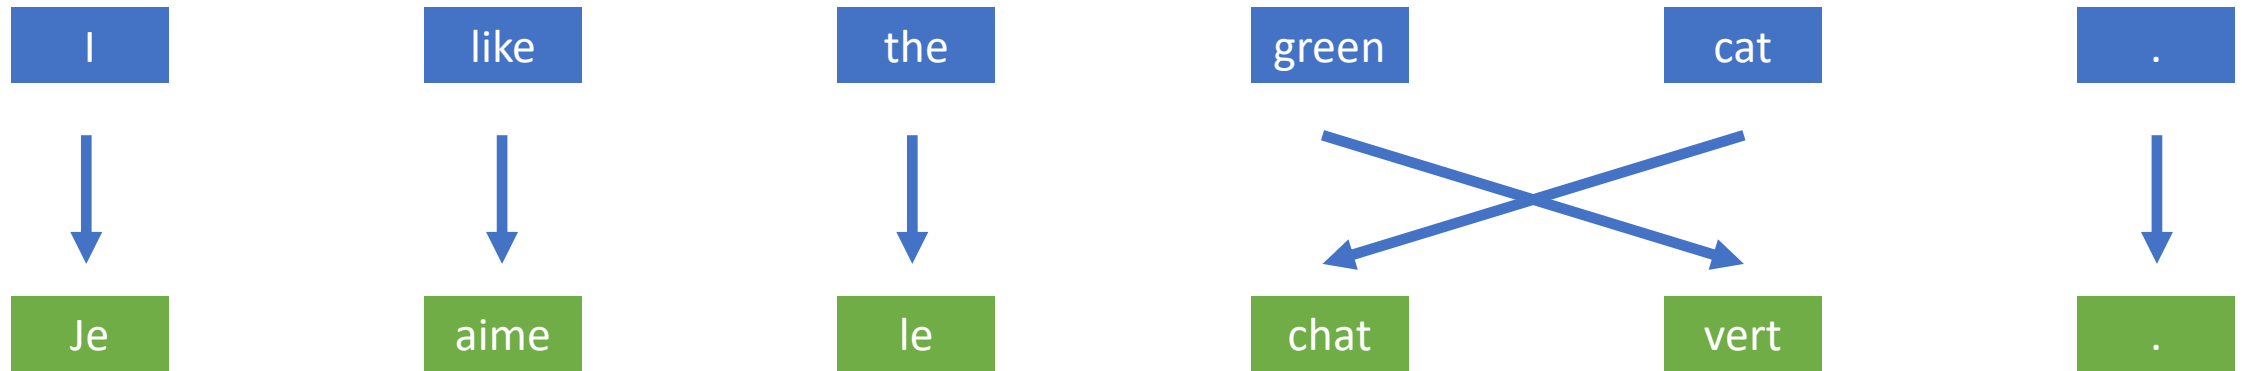 I like the green cat .
Je aime le chat vert .